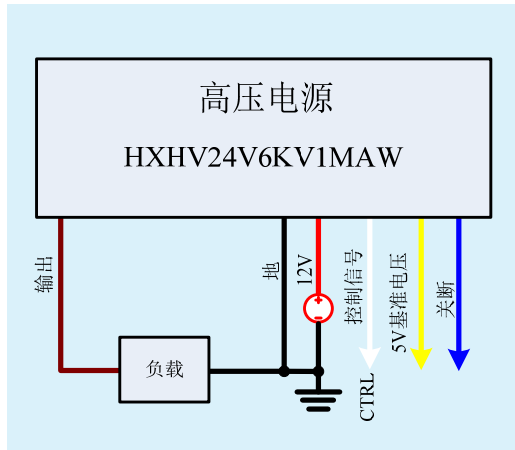 高压电源
HXHV24V6KV1MAW
输出
地
12V
控制信号
5V基准电压
关断
负载
CTRL